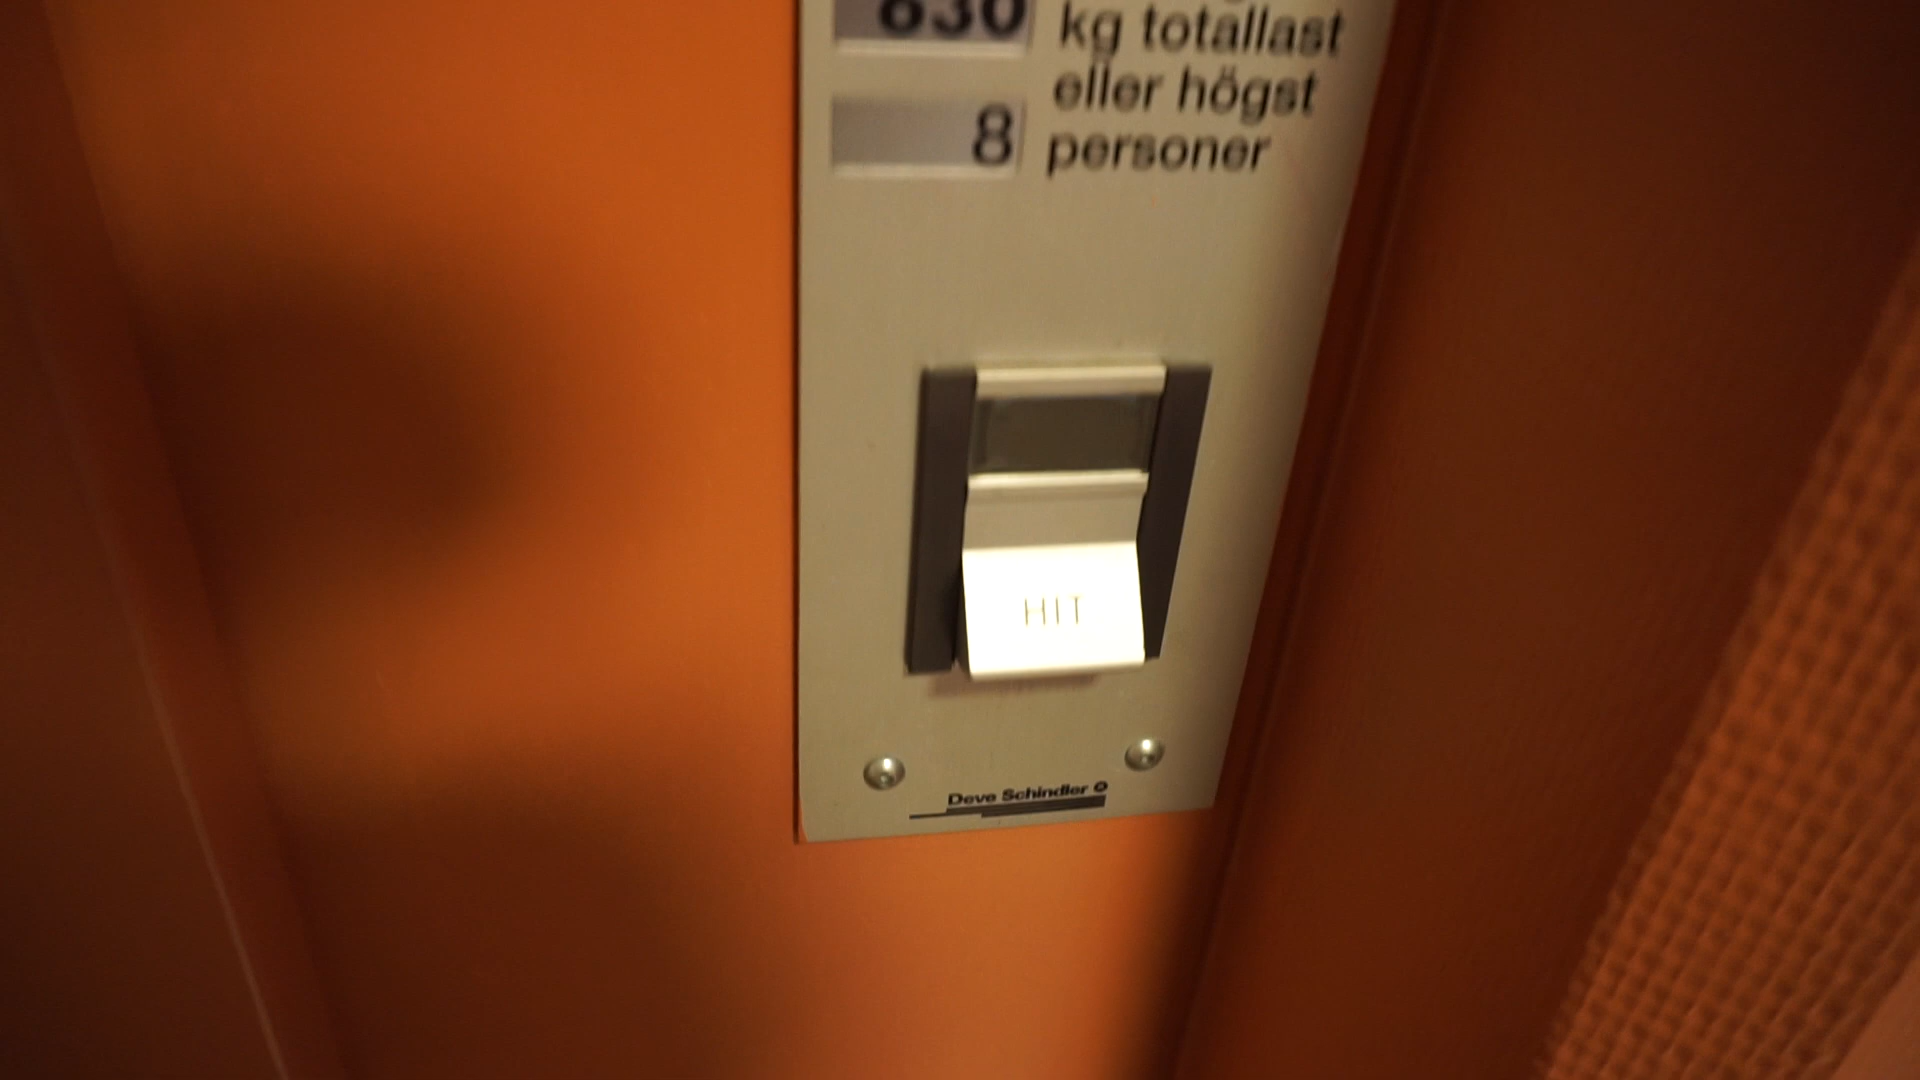 630 kg totallast
eller högst
8 personer
HIT
Deve Schindler